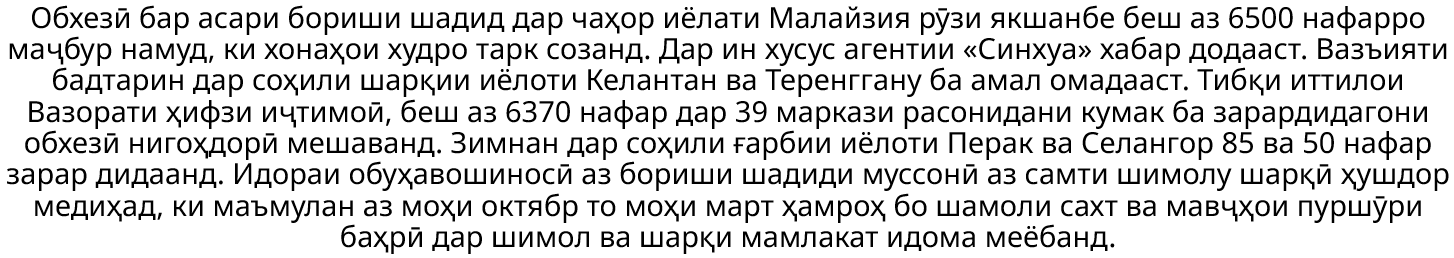 Обхезӣ бар асари бориши шадид дар чаҳор иёлати Малайзия рӯзи якшанбе беш аз 6500 нафарро
маҷбур намуд, ки хонаҳои худро тарк созанд. Дар ин хусус агентии «Синхуа» хабар додааст. Вазъияти
бадтарин дар соҳили шарқии иёлоти Келантан ва Теренггану ба амал омадааст. Тибқи иттилои
Вазорати ҳифзи иҷтимоӣ, беш аз 6370 нафар дар 39 маркази расонидани кумак ба зарардидагони
обхезӣ нигоҳдорӣ мешаванд. Зимнан дар соҳили ғарбии иёлоти Перак ва Селангор 85 ва 50 нафар
зарар дидаанд. Идораи обуҳавошиносӣ аз бориши шадиди муссонӣ аз самти шимолу шарқӣ ҳушдор
медиҳад, ки маъмулан аз моҳи октябр то моҳи март ҳамроҳ бо шамоли сахт ва мавҷҳои пуршӯри
баҳрӣ дар шимол ва шарқи мамлакат идома меёбанд.